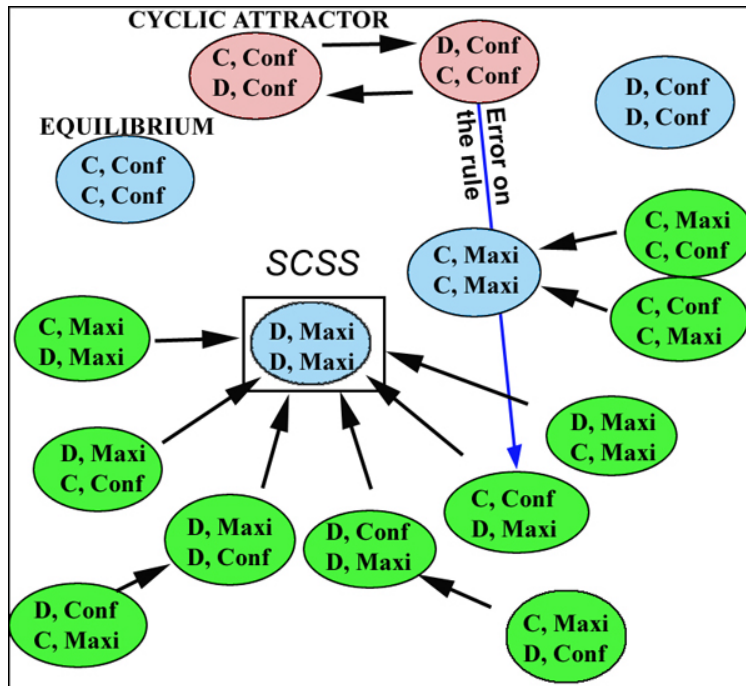 CYCLIC ATTRACTOR
C, Conf
D, Conf
D, Conf
C, Conf
D, Conf
D, Conf
EQUILIBRIUM
C, Conf
C, Conf
Error on
the rule
C, Maxi
C, Conf
C, Maxi
C, Maxi
SCSS
C, Conf
C, Maxi
C, Maxi
D, Maxi
D, Maxi
D, Maxi
D, Maxi
C, Maxi
D, Maxi
C, Conf
C, Conf
D, Maxi
D, Maxi
D, Conf
D, Conf
D, Maxi
D, Conf
C, Maxi
C, Maxi
D, Conf